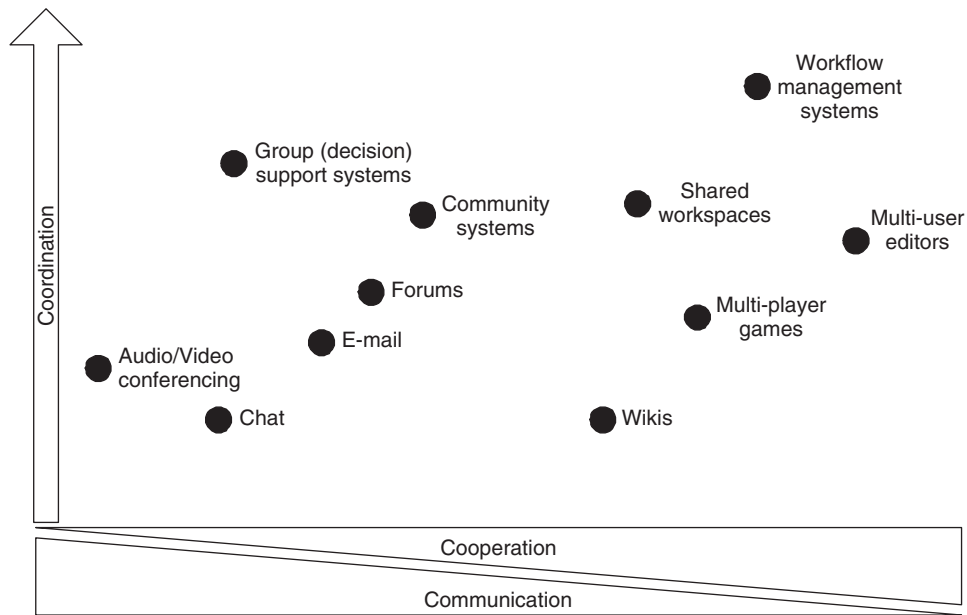 Workflow
management
systems
Group (decision)
support systems
Community
systems
Shared
workspaces
Multi-user
editors
Coordination
Forums
Multi-player
games
E-mail
Audio/Video
conferencing
Chat
Wikis
Cooperation
Communication